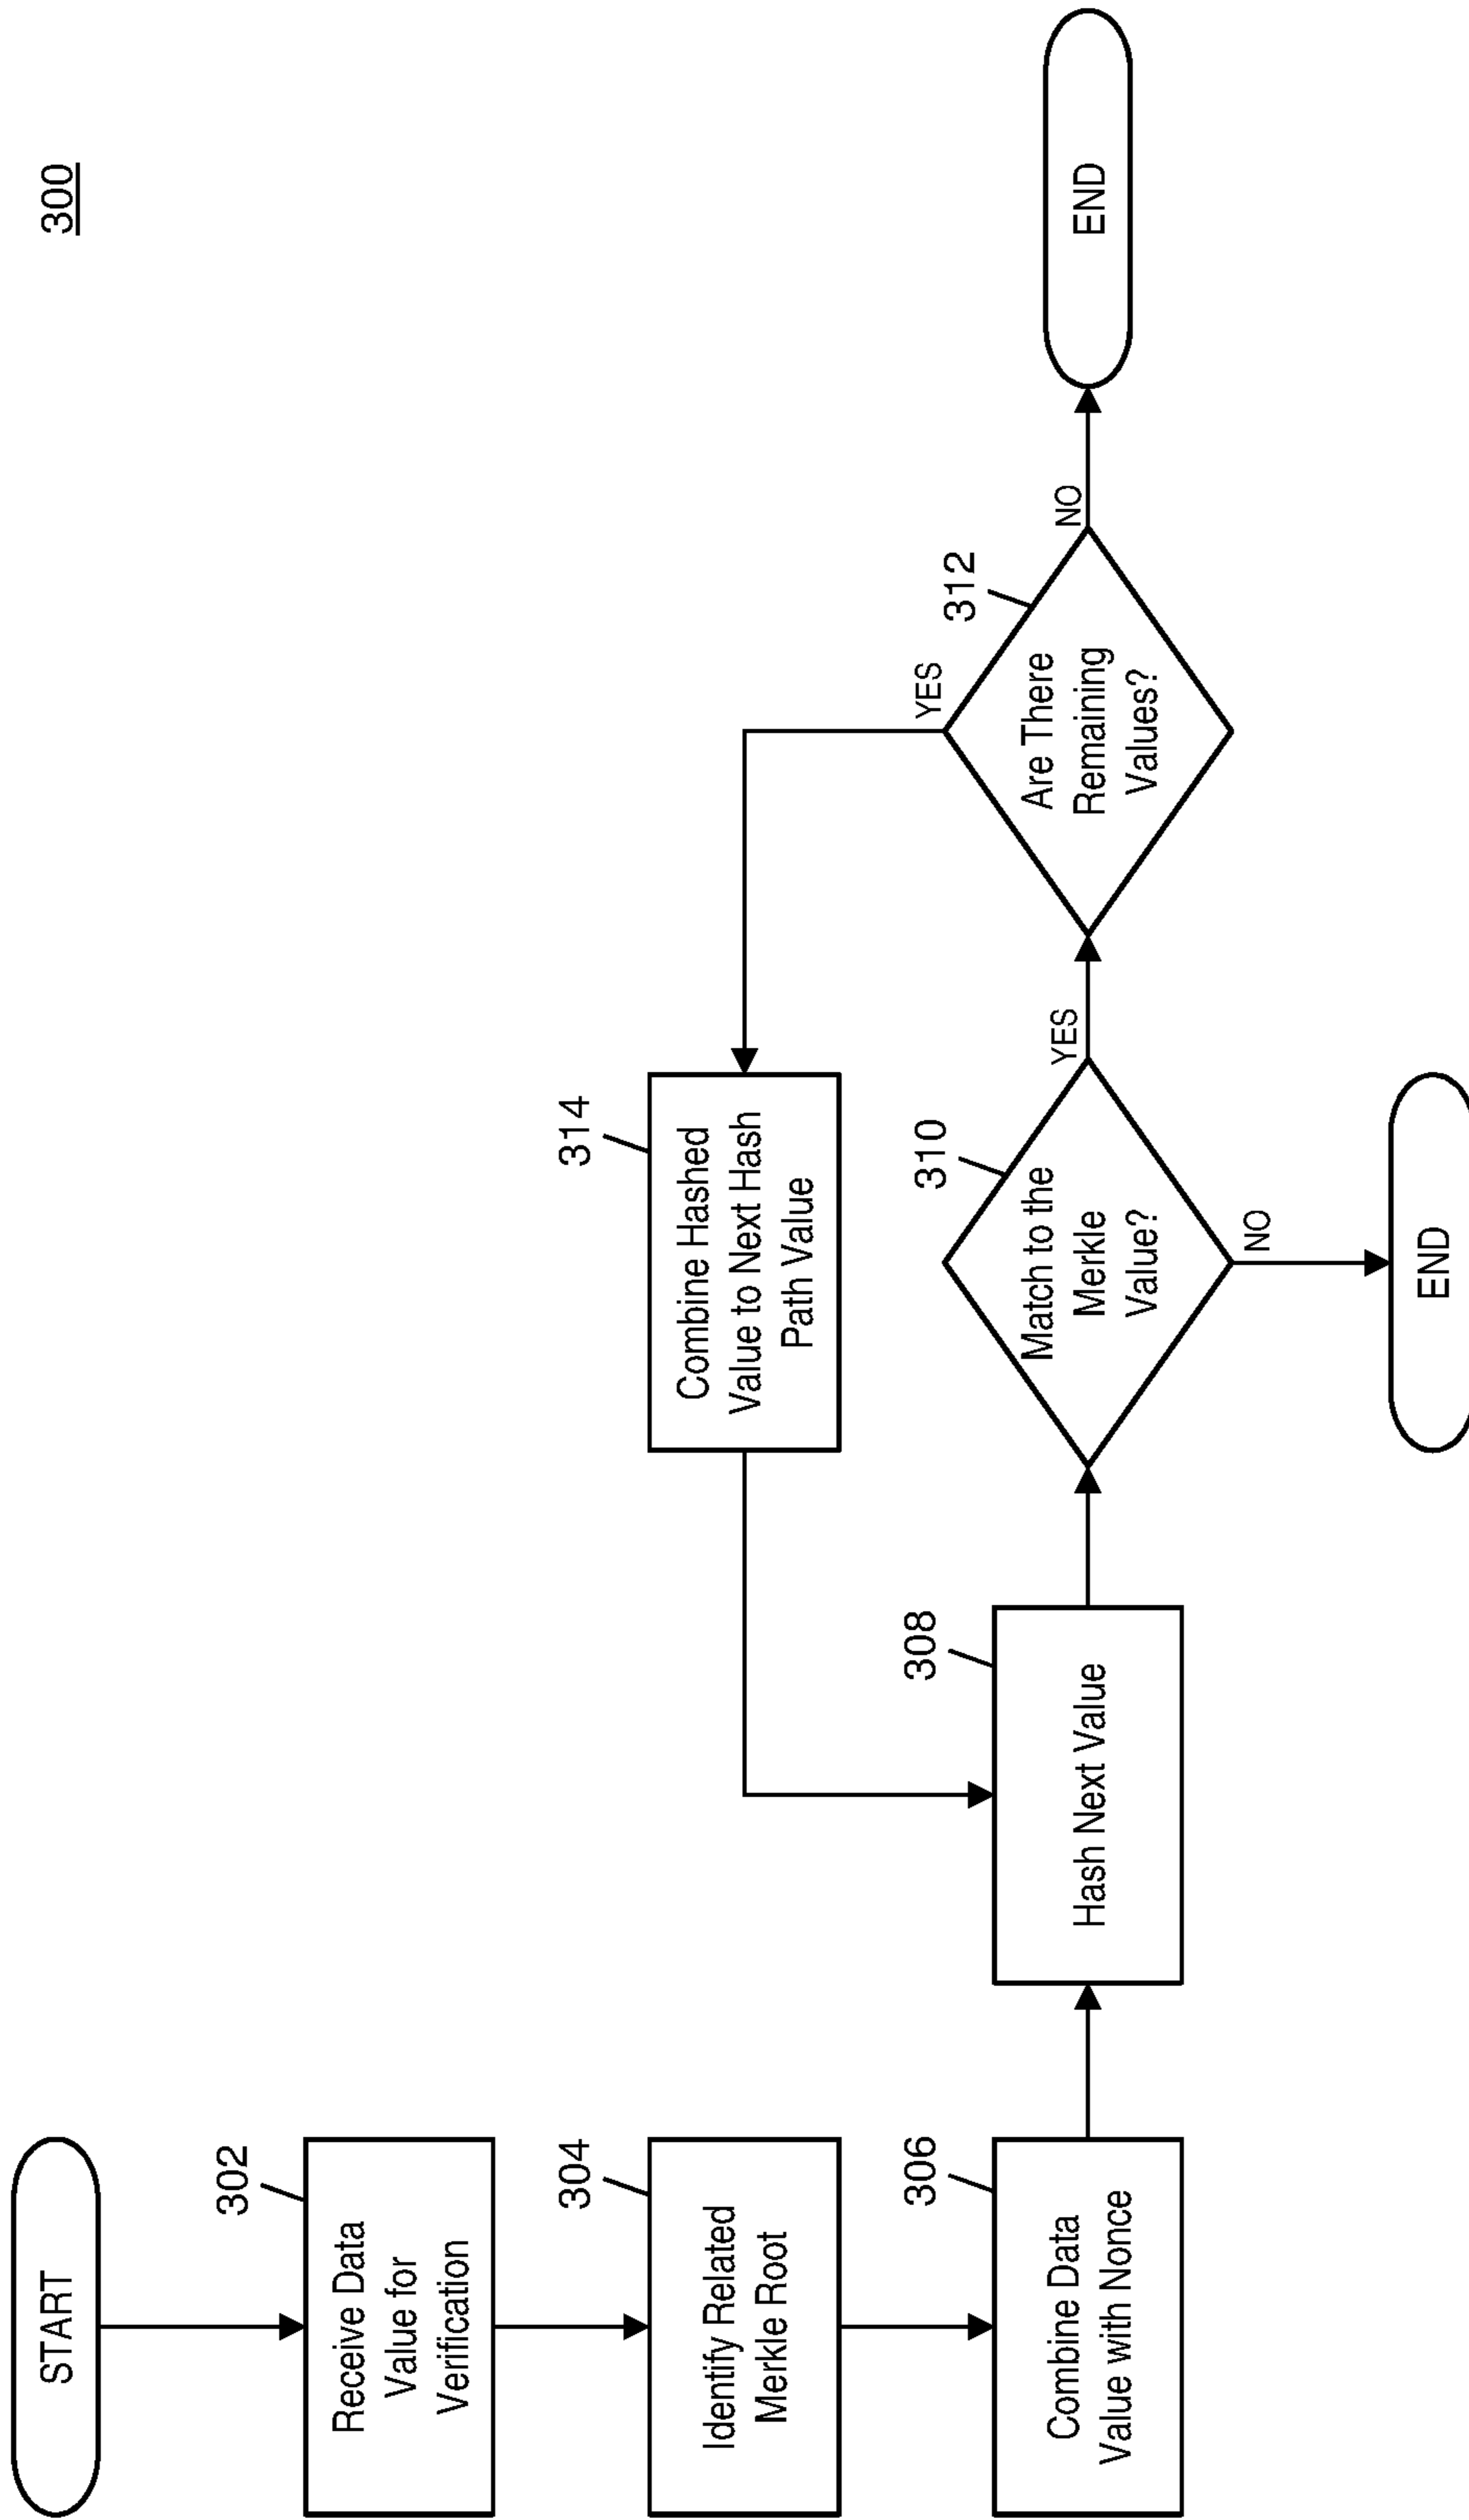 300
START
302
Receive Data
Value for
Verification
304
Identify Related
Merkle Root
306
Combine Data
Value with Nonce
308
Hash Next Value
310
Match to the
Merkle
Value?
YES
NO
END
312
Are There
Remaining
Values?
YES
NO
END
314
Combine Hashed
Value to Next Hash
Path Value